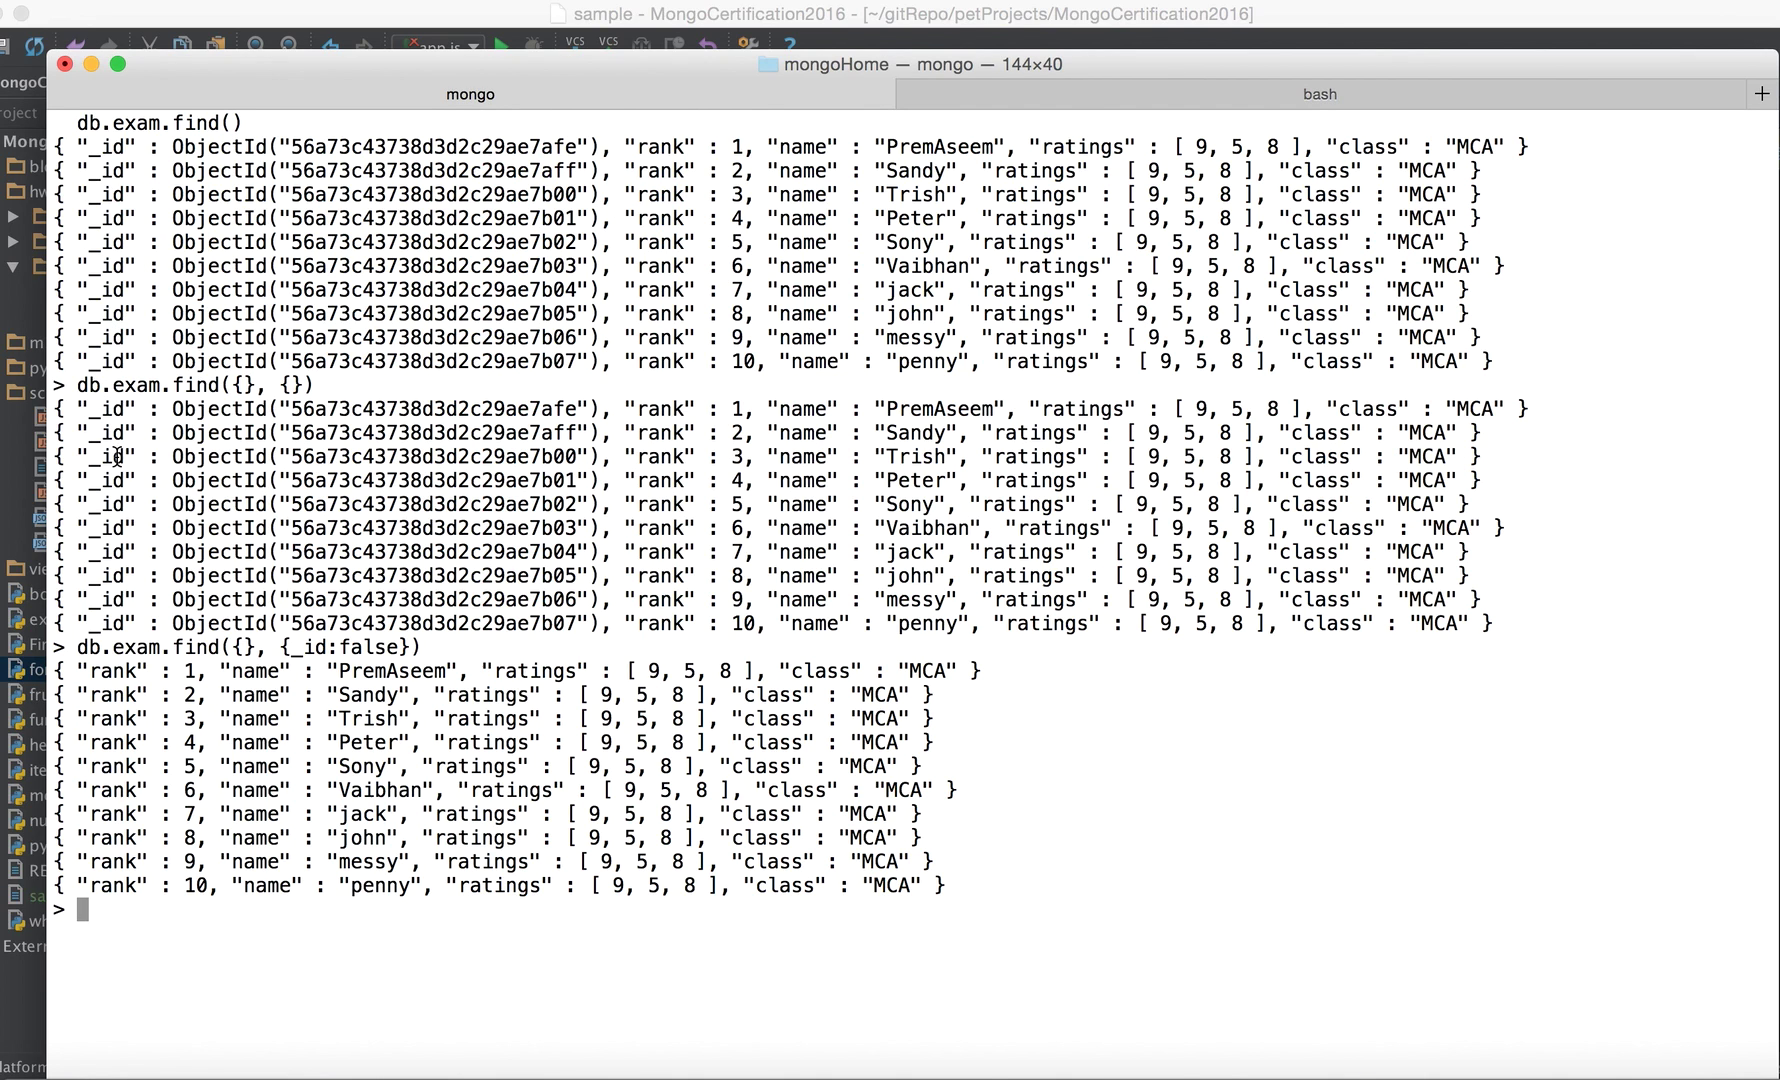 sample - MongoCertification2016 - [~/gitRepo/petProjects/MongoCertification2016]
app.js
VCS VCS
mongoHome — mongo — 144×40
mongo
bash
db.exam.find()
{ "_id" : ObjectId("56a73c43738d3d2c29ae7afe"), "rank" : 1, "name" : "PremAseem", "ratings" : [ 9, 5, 8 ], "class" : "MCA" }
{ "_id" : ObjectId("56a73c43738d3d2c29ae7aff"), "rank" : 2, "name" : "Sandy", "ratings" : [ 9, 5, 8 ], "class" : "MCA" }
{ "_id" : ObjectId("56a73c43738d3d2c29ae7b00"), "rank" : 3, "name" : "Trish", "ratings" : [ 9, 5, 8 ], "class" : "MCA" }
{ "_id" : ObjectId("56a73c43738d3d2c29ae7b01"), "rank" : 4, "name" : "Peter", "ratings" : [ 9, 5, 8 ], "class" : "MCA" }
{ "_id" : ObjectId("56a73c43738d3d2c29ae7b02"), "rank" : 5, "name" : "Sony", "ratings" : [ 9, 5, 8 ], "class" : "MCA" }
{ "_id" : ObjectId("56a73c43738d3d2c29ae7b03"), "rank" : 6, "name" : "Vaibhan", "ratings" : [ 9, 5, 8 ], "class" : "MCA" }
{ "_id" : ObjectId("56a73c43738d3d2c29ae7b04"), "rank" : 7, "name" : "jack", "ratings" : [ 9, 5, 8 ], "class" : "MCA" }
{ "_id" : ObjectId("56a73c43738d3d2c29ae7b05"), "rank" : 8, "name" : "john", "ratings" : [ 9, 5, 8 ], "class" : "MCA" }
{ "_id" : ObjectId("56a73c43738d3d2c29ae7b06"), "rank" : 9, "name" : "messy", "ratings" : [ 9, 5, 8 ], "class" : "MCA" }
{ "_id" : ObjectId("56a73c43738d3d2c29ae7b07"), "rank" : 10, "name" : "penny", "ratings" : [ 9, 5, 8 ], "class" : "MCA" }
> db.exam.find({}, {})
{ "_id" : ObjectId("56a73c43738d3d2c29ae7afe"), "rank" : 1, "name" : "PremAseem", "ratings" : [ 9, 5, 8 ], "class" : "MCA" }
{ "_id" : ObjectId("56a73c43738d3d2c29ae7aff"), "rank" : 2, "name" : "Sandy", "ratings" : [ 9, 5, 8 ], "class" : "MCA" }
{ "_id" : ObjectId("56a73c43738d3d2c29ae7b00"), "rank" : 3, "name" : "Trish", "ratings" : [ 9, 5, 8 ], "class" : "MCA" }
{ "_id" : ObjectId("56a73c43738d3d2c29ae7b01"), "rank" : 4, "name" : "Peter", "ratings" : [ 9, 5, 8 ], "class" : "MCA" }
{ "_id" : ObjectId("56a73c43738d3d2c29ae7b02"), "rank" : 5, "name" : "Sony", "ratings" : [ 9, 5, 8 ], "class" : "MCA" }
{ "_id" : ObjectId("56a73c43738d3d2c29ae7b03"), "rank" : 6, "name" : "Vaibhan", "ratings" : [ 9, 5, 8 ], "class" : "MCA" }
{ "_id" : ObjectId("56a73c43738d3d2c29ae7b04"), "rank" : 7, "name" : "jack", "ratings" : [ 9, 5, 8 ], "class" : "MCA" }
{ "_id" : ObjectId("56a73c43738d3d2c29ae7b05"), "rank" : 8, "name" : "john", "ratings" : [ 9, 5, 8 ], "class" : "MCA" }
{ "_id" : ObjectId("56a73c43738d3d2c29ae7b06"), "rank" : 9, "name" : "messy", "ratings" : [ 9, 5, 8 ], "class" : "MCA" }
{ "_id" : ObjectId("56a73c43738d3d2c29ae7b07"), "rank" : 10, "name" : "penny", "ratings" : [ 9, 5, 8 ], "class" : "MCA" }
> db.exam.find({}, {_id:false})
{ "rank" : 1, "name" : "PremAseem", "ratings" : [ 9, 5, 8 ], "class" : "MCA" }
{ "rank" : 2, "name" : "Sandy", "ratings" : [ 9, 5, 8 ], "class" : "MCA" }
{ "rank" : 3, "name" : "Trish", "ratings" : [ 9, 5, 8 ], "class" : "MCA" }
{ "rank" : 4, "name" : "Peter", "ratings" : [ 9, 5, 8 ], "class" : "MCA" }
{ "rank" : 5, "name" : "Sony", "ratings" : [ 9, 5, 8 ], "class" : "MCA" }
{ "rank" : 6, "name" : "Vaibhan", "ratings" : [ 9, 5, 8 ], "class" : "MCA" }
{ "rank" : 7, "name" : "jack", "ratings" : [ 9, 5, 8 ], "class" : "MCA" }
{ "rank" : 8, "name" : "john", "ratings" : [ 9, 5, 8 ], "class" : "MCA" }
{ "rank" : 9, "name" : "messy", "ratings" : [ 9, 5, 8 ], "class" : "MCA" }
{ "rank" : 10, "name" : "penny", "ratings" : [ 9, 5, 8 ], "class" : "MCA" }
>